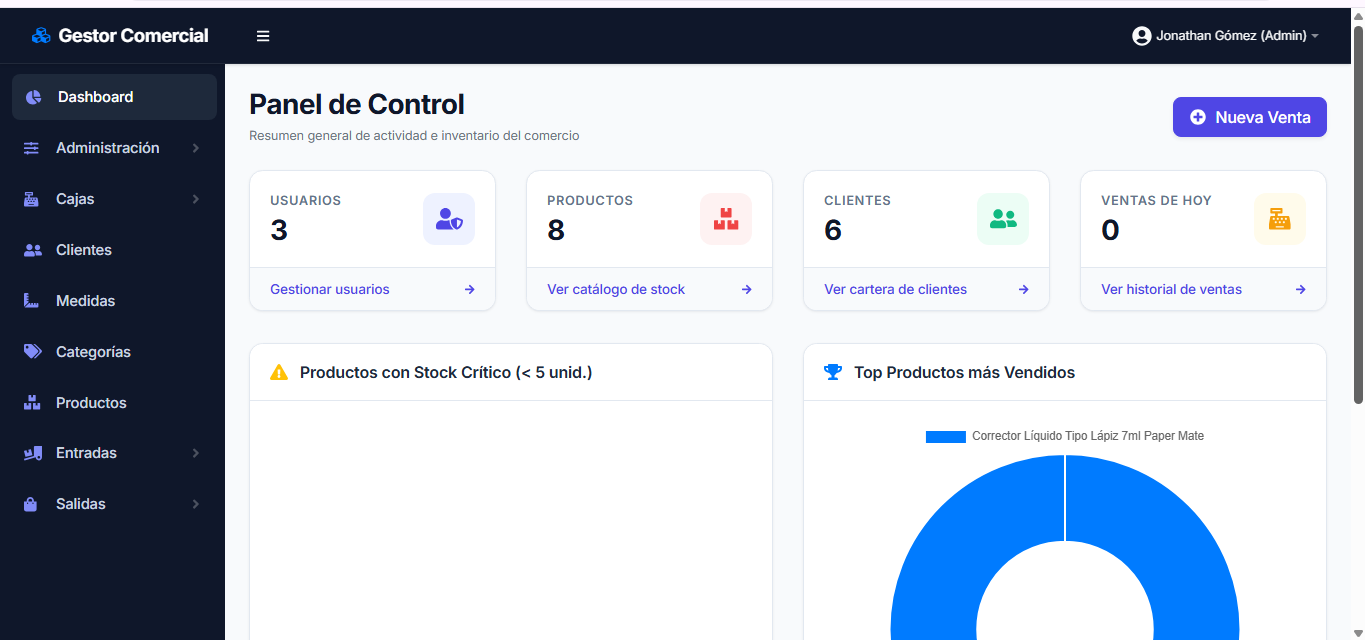 Gestor Comercial
Jonathan Gómez (Admin)
Dashboard
Administración
Cajas
Clientes
Medidas
Categorías
Productos
Entradas
Salidas
Panel de Control
Resumen general de actividad e inventario del comercio
Nueva Venta
USUARIOS
3
Gestionar usuarios
PRODUCTOS
8
Ver catálogo de stock
CLIENTES
6
Ver cartera de clientes
VENTAS DE HOY
0
Ver historial de ventas
Productos con Stock Crítico (< 5 unid.)
Top Productos más Vendidos
Corrector Líquido Tipo Lápiz 7ml Paper Mate